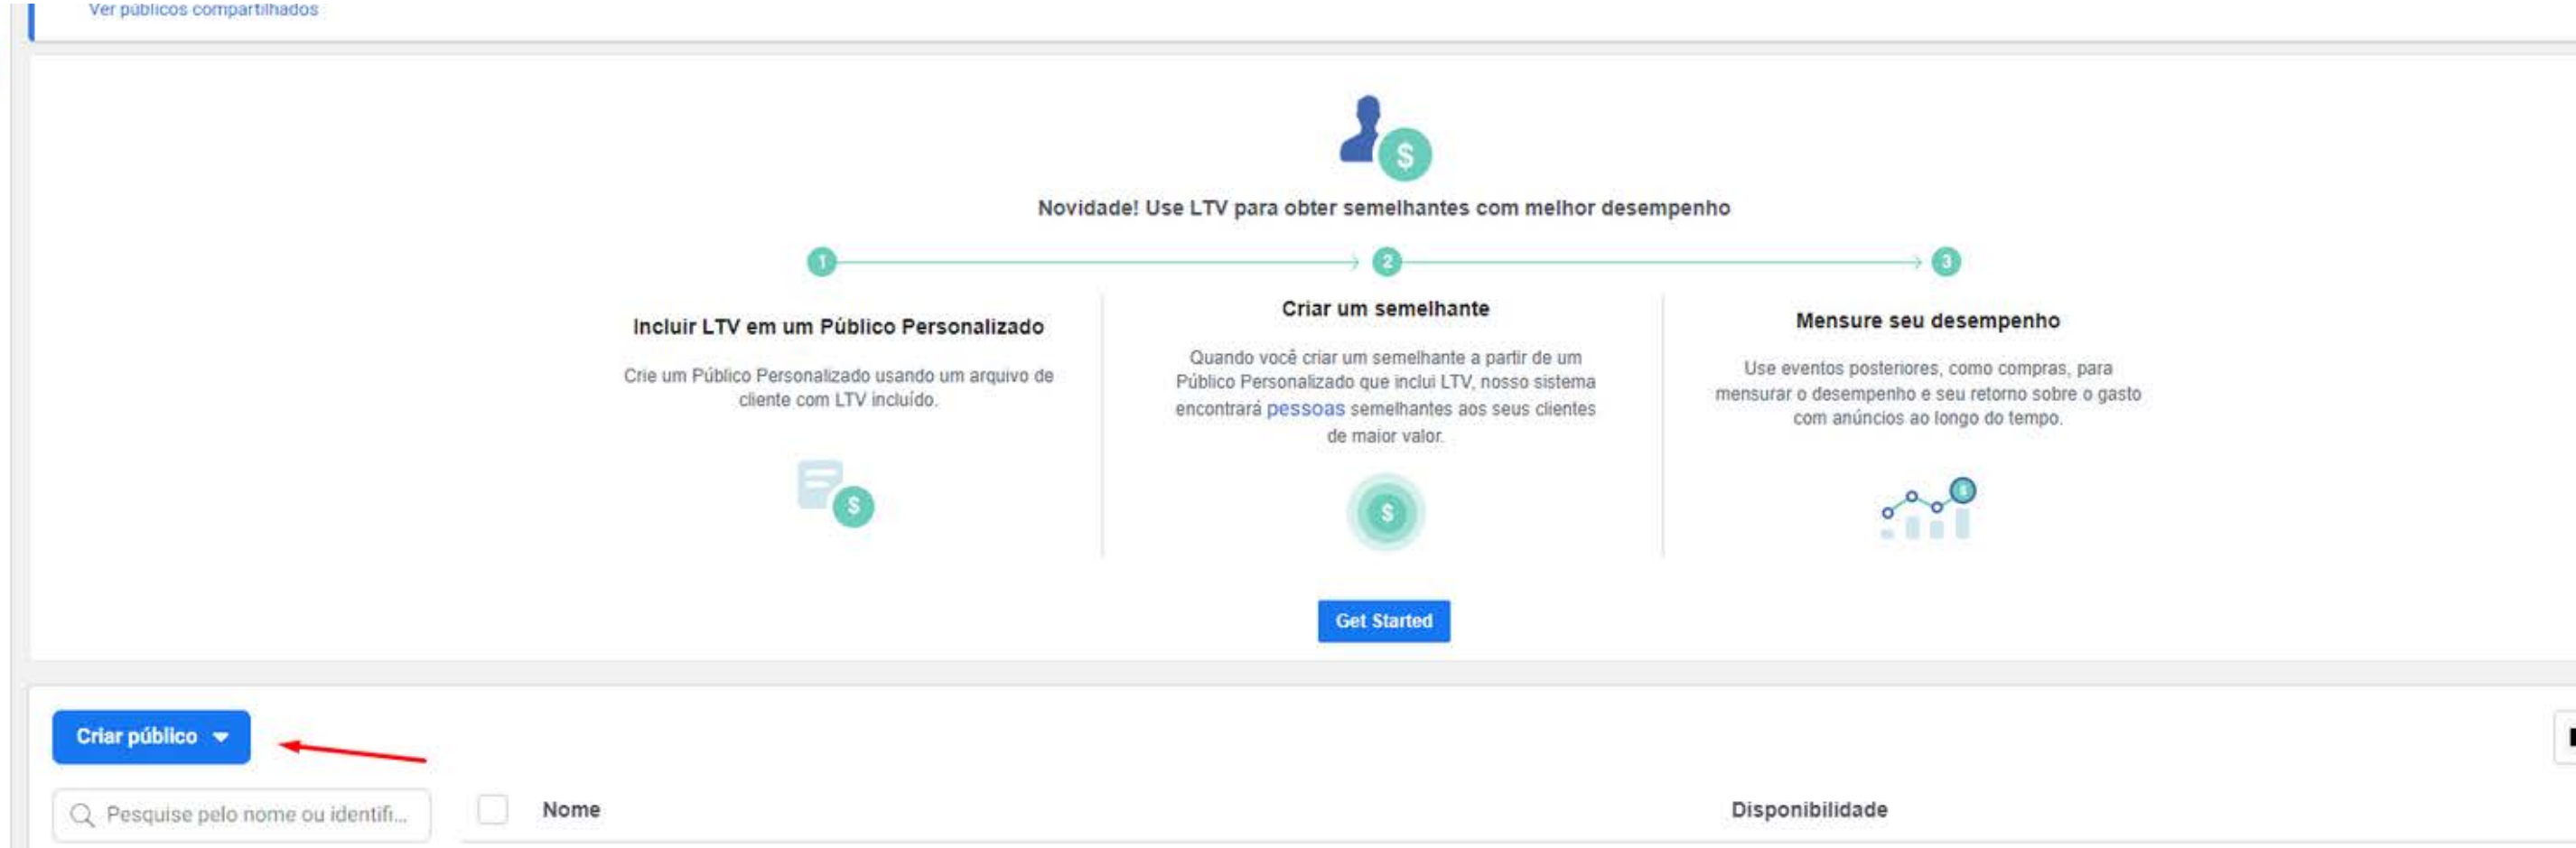 Ver públicos compartilhados
$
Novidade! Use LTV para obter semelhantes com melhor desempenho
1
2
3
Incluir LTV em um Público Personalizado
Crie um Público Personalizado usando um arquivo de
cliente com LTV incluído.
$
Criar um semelhante
Quando você criar um semelhante a partir de um
Público Personalizado que inclui LTV, nosso sistema
encontrará pessoas semelhantes aos seus clientes
de maior valor.
$
Mensure seu desempenho
Use eventos posteriores, como compras, para
mensurar o desempenho e seu retorno sobre o gasto
com anúncios ao longo do tempo.
$
Get Started
Criar público
Pesquise pelo nome ou identifi...
Nome
Disponibilidade